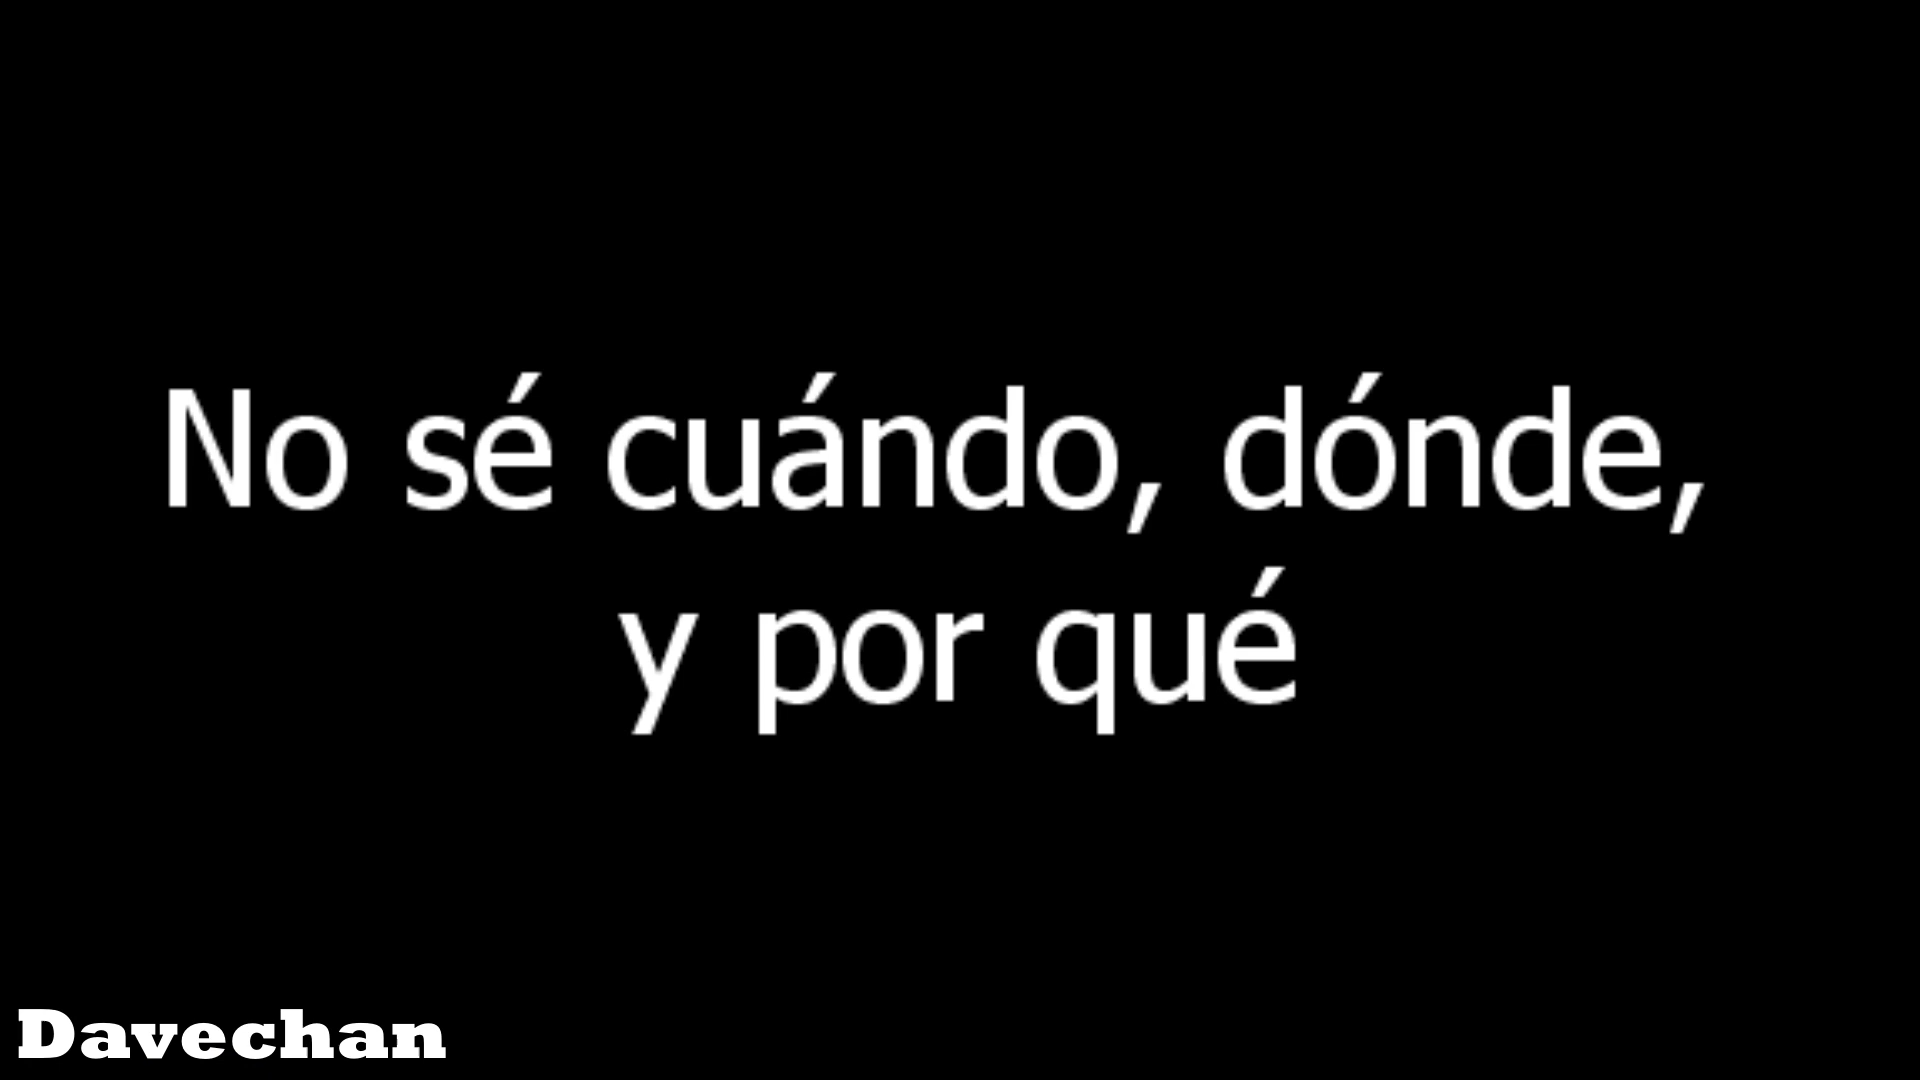 No sé cuándo, dónde,
y por qué
Davechan